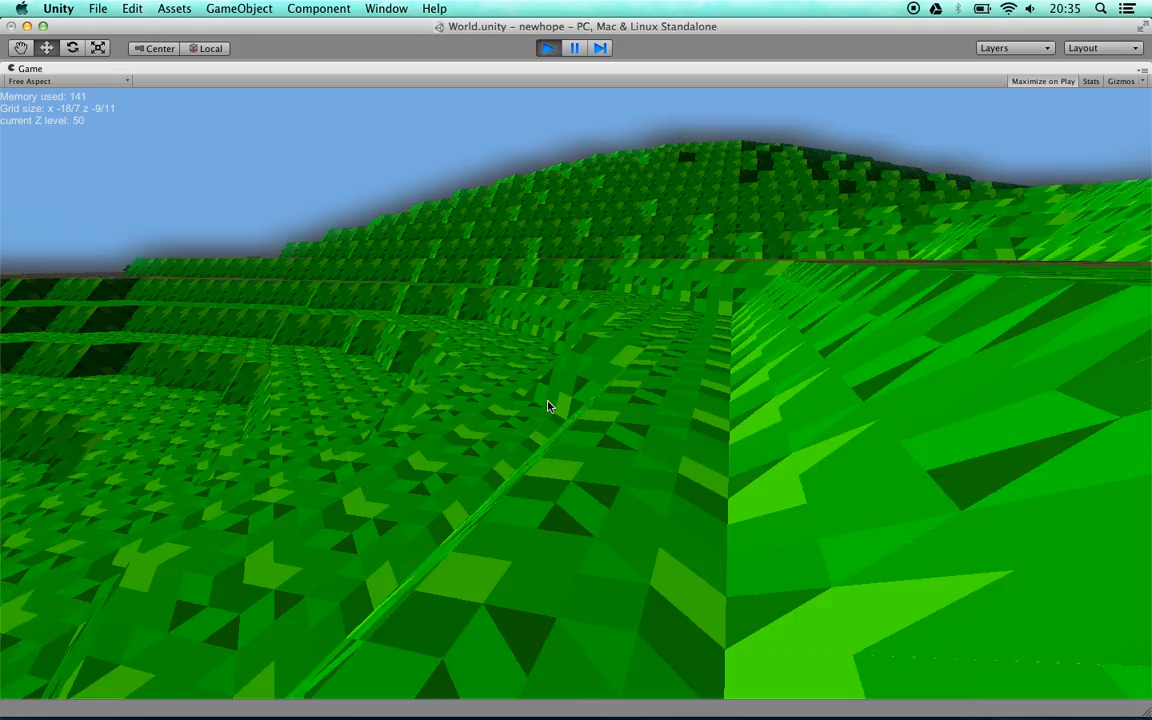 Unity File Edit Assets GameObject Component Window Help 20:35
World.unity - newhope - PC, Mac & Linux Standalone
Center Local Layers Layout
Game
Free Aspect Maximize on Play Stats Gizmos
Memory used: 141
Grid size: x -18/7 z -9/11
current Z level: 50